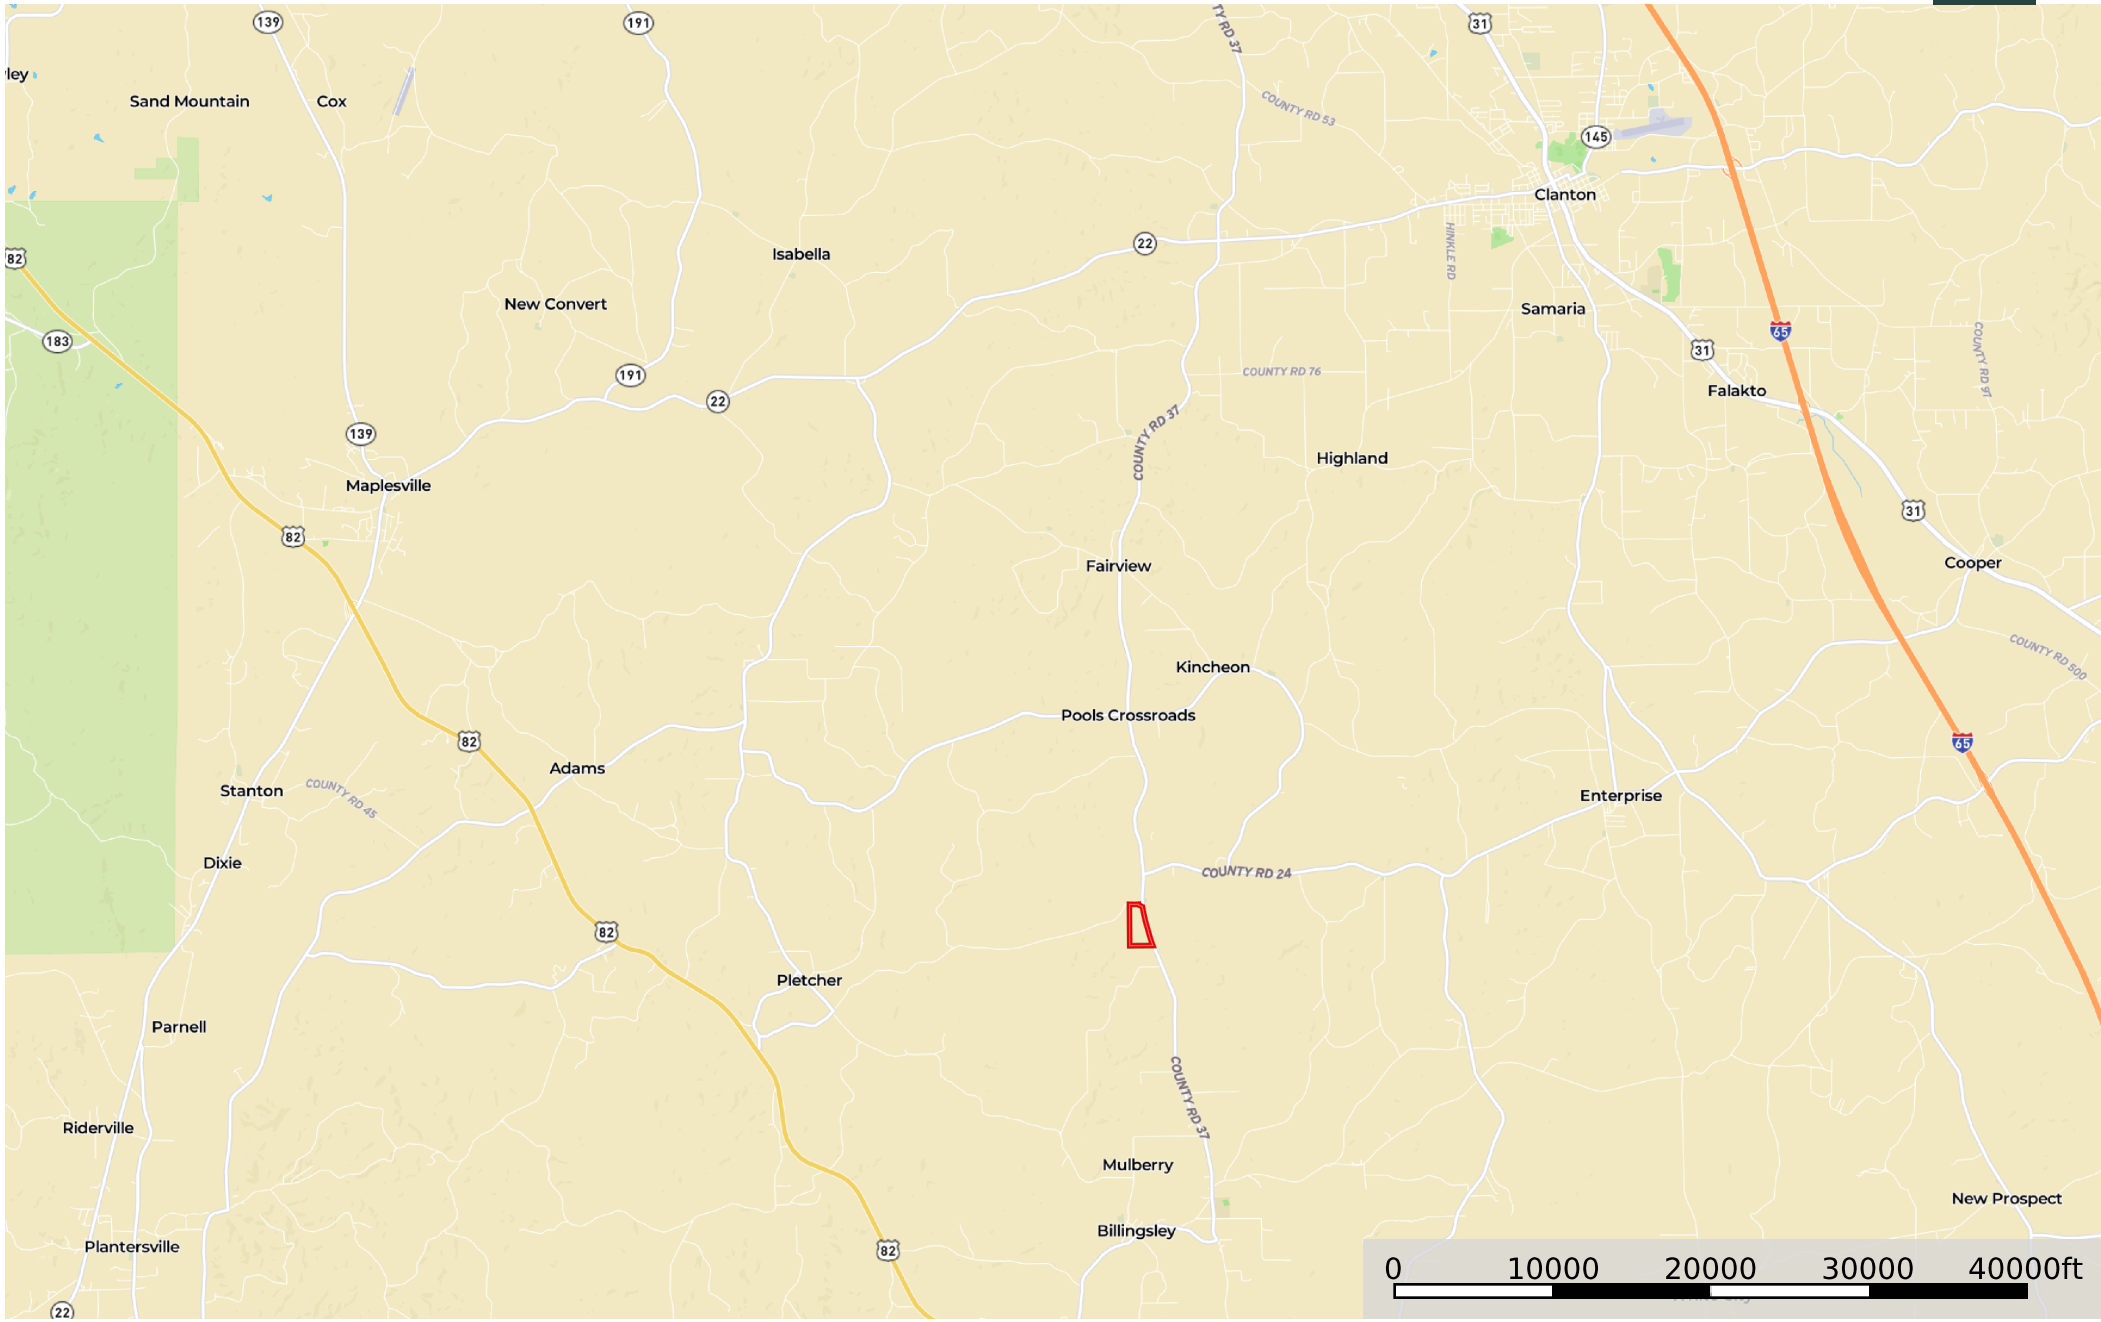 139
191
31
TY RD 37
ley
Sand Mountain
Cox
COUNTY RD 53
145
Clanton
82
22
Isabella
HINKLE RD
New Convert
Samaria
183
65
31
COUNTY RD 97
191
COUNTY RD 76
22
Falakto
COUNTY RD 37
139
Highland
Maplesville
31
82
Cooper
Fairview
COUNTY RD 500
Kincheon
Pools Crossroads
82
65
Adams
Stanton
COUNTY RD 45
Enterprise
Dixie
COUNTY RD 24
82
Pletcher
Parnell
COUNTY RD 37
Riderville
Mulberry
New Prospect
Billingsley
Plantersville
82
0 10000 20000 30000 40000ft
22